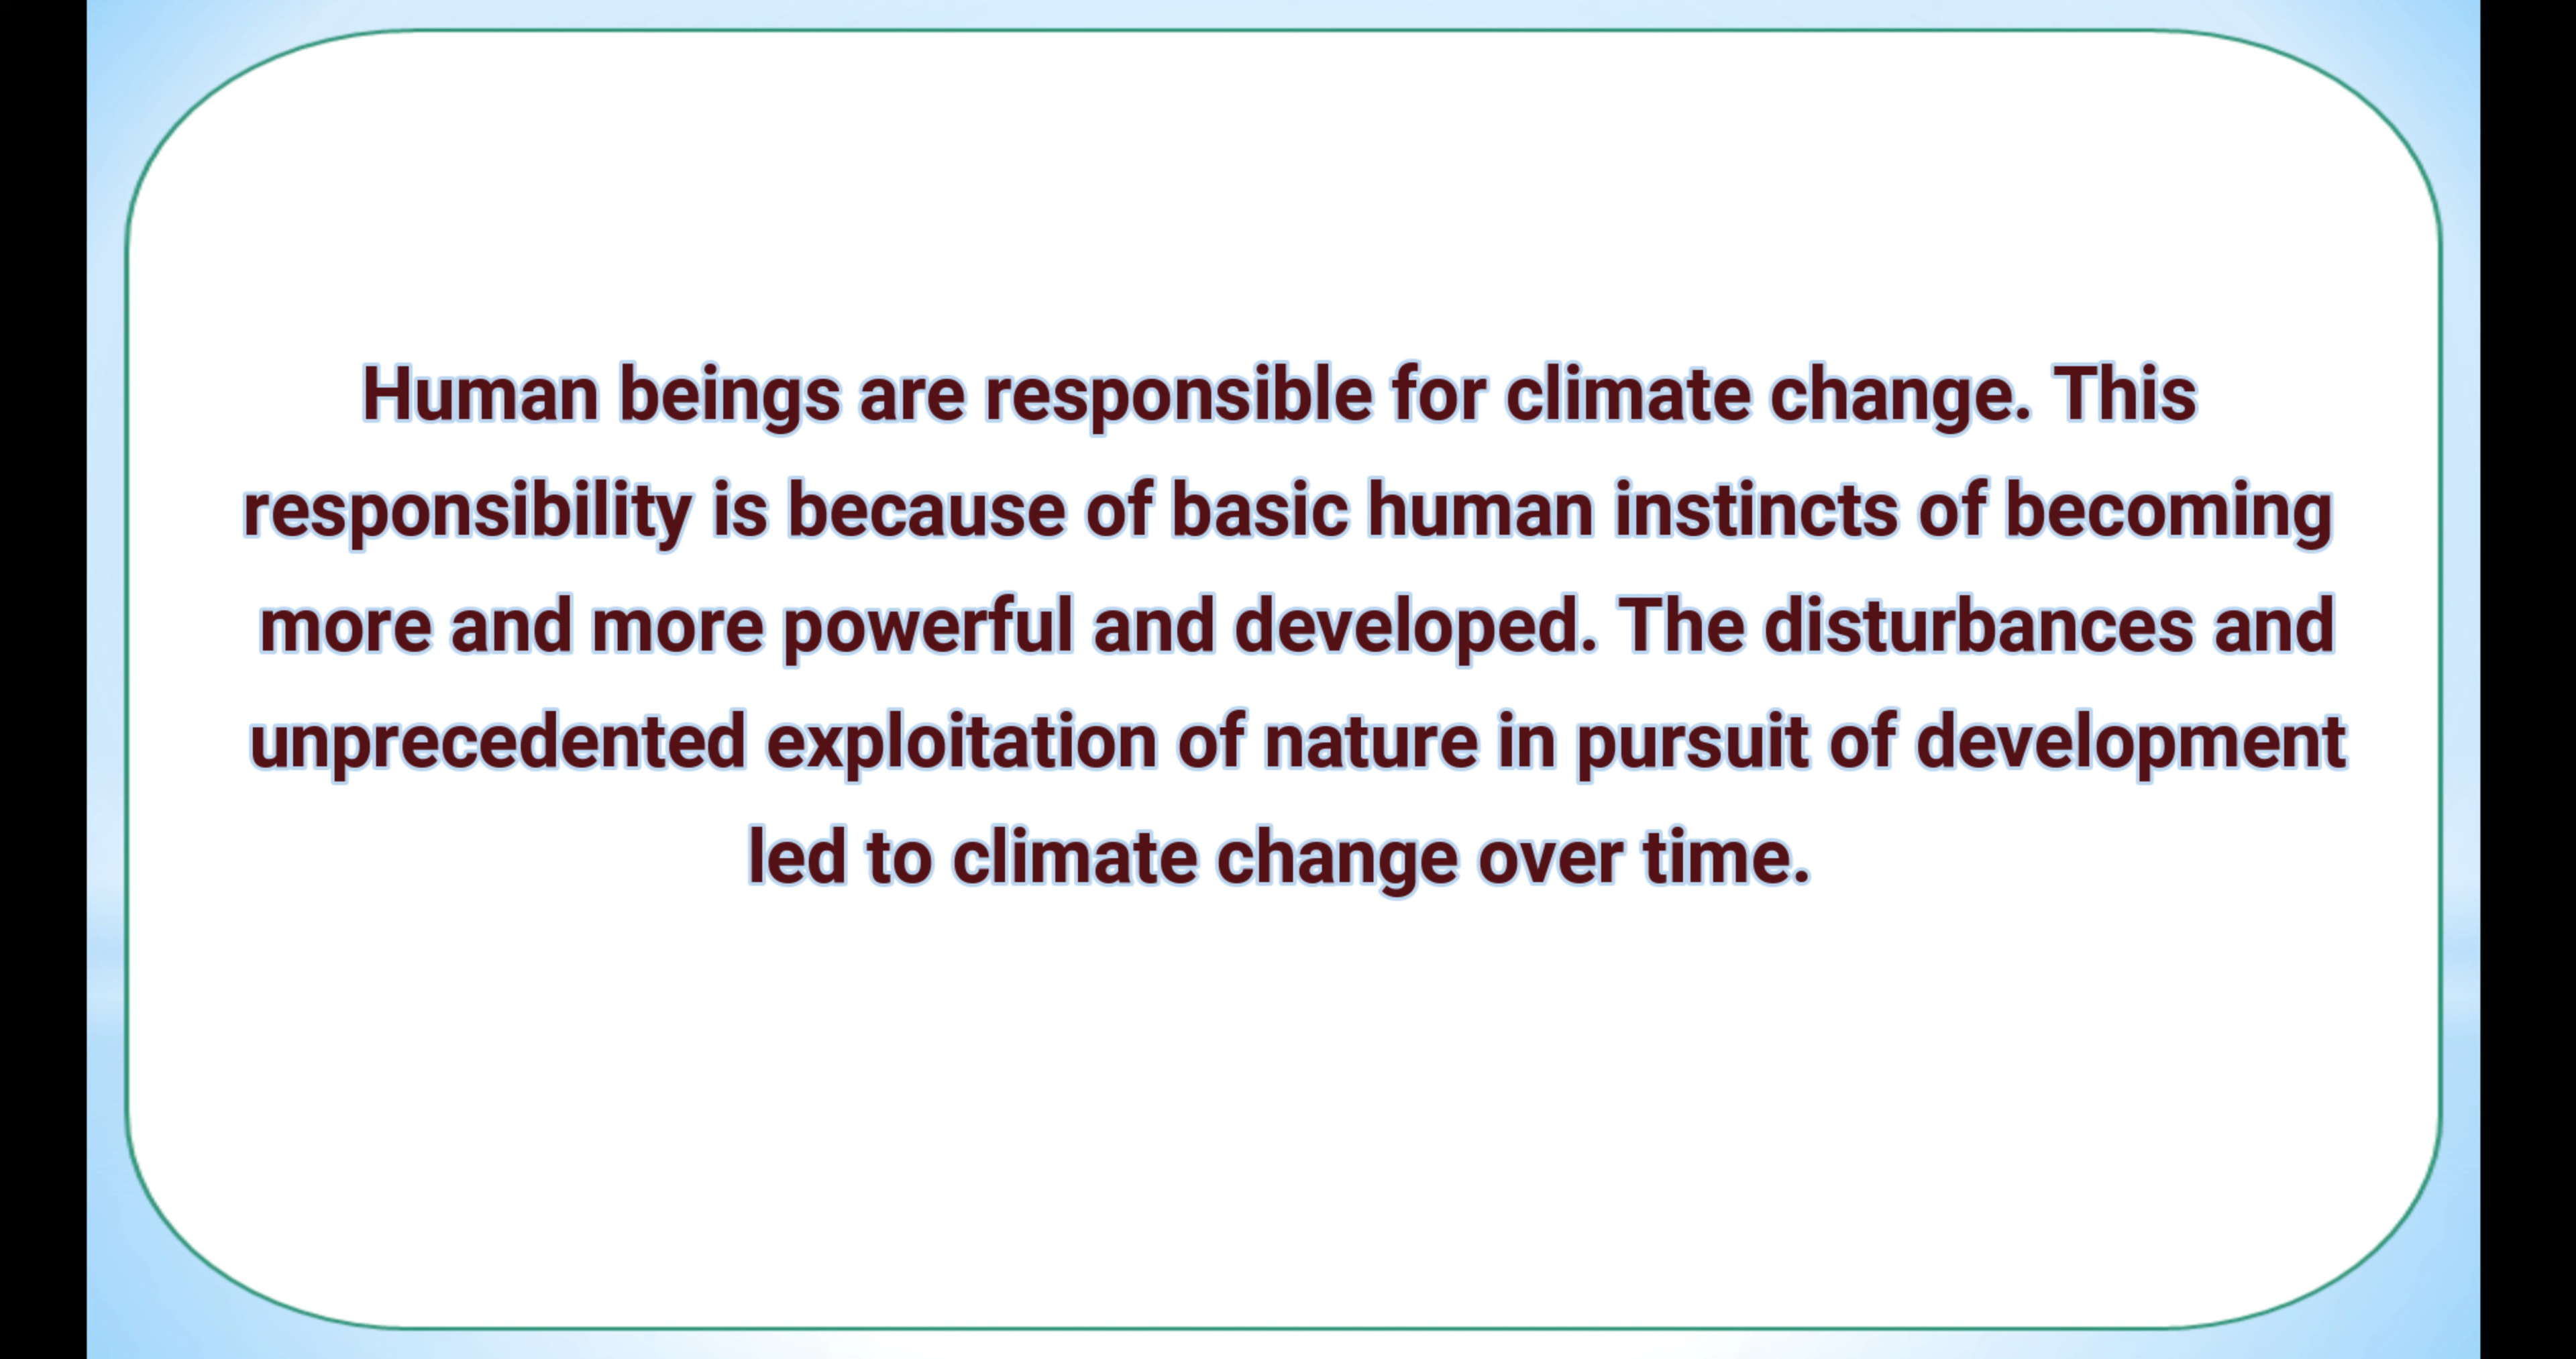 Human beings are responsible for climate change. This
responsibility is because of basic human instincts of becoming
more and more powerful and developed. The disturbances and
unprecedented exploitation of nature in pursuit of development
led to climate change over time.